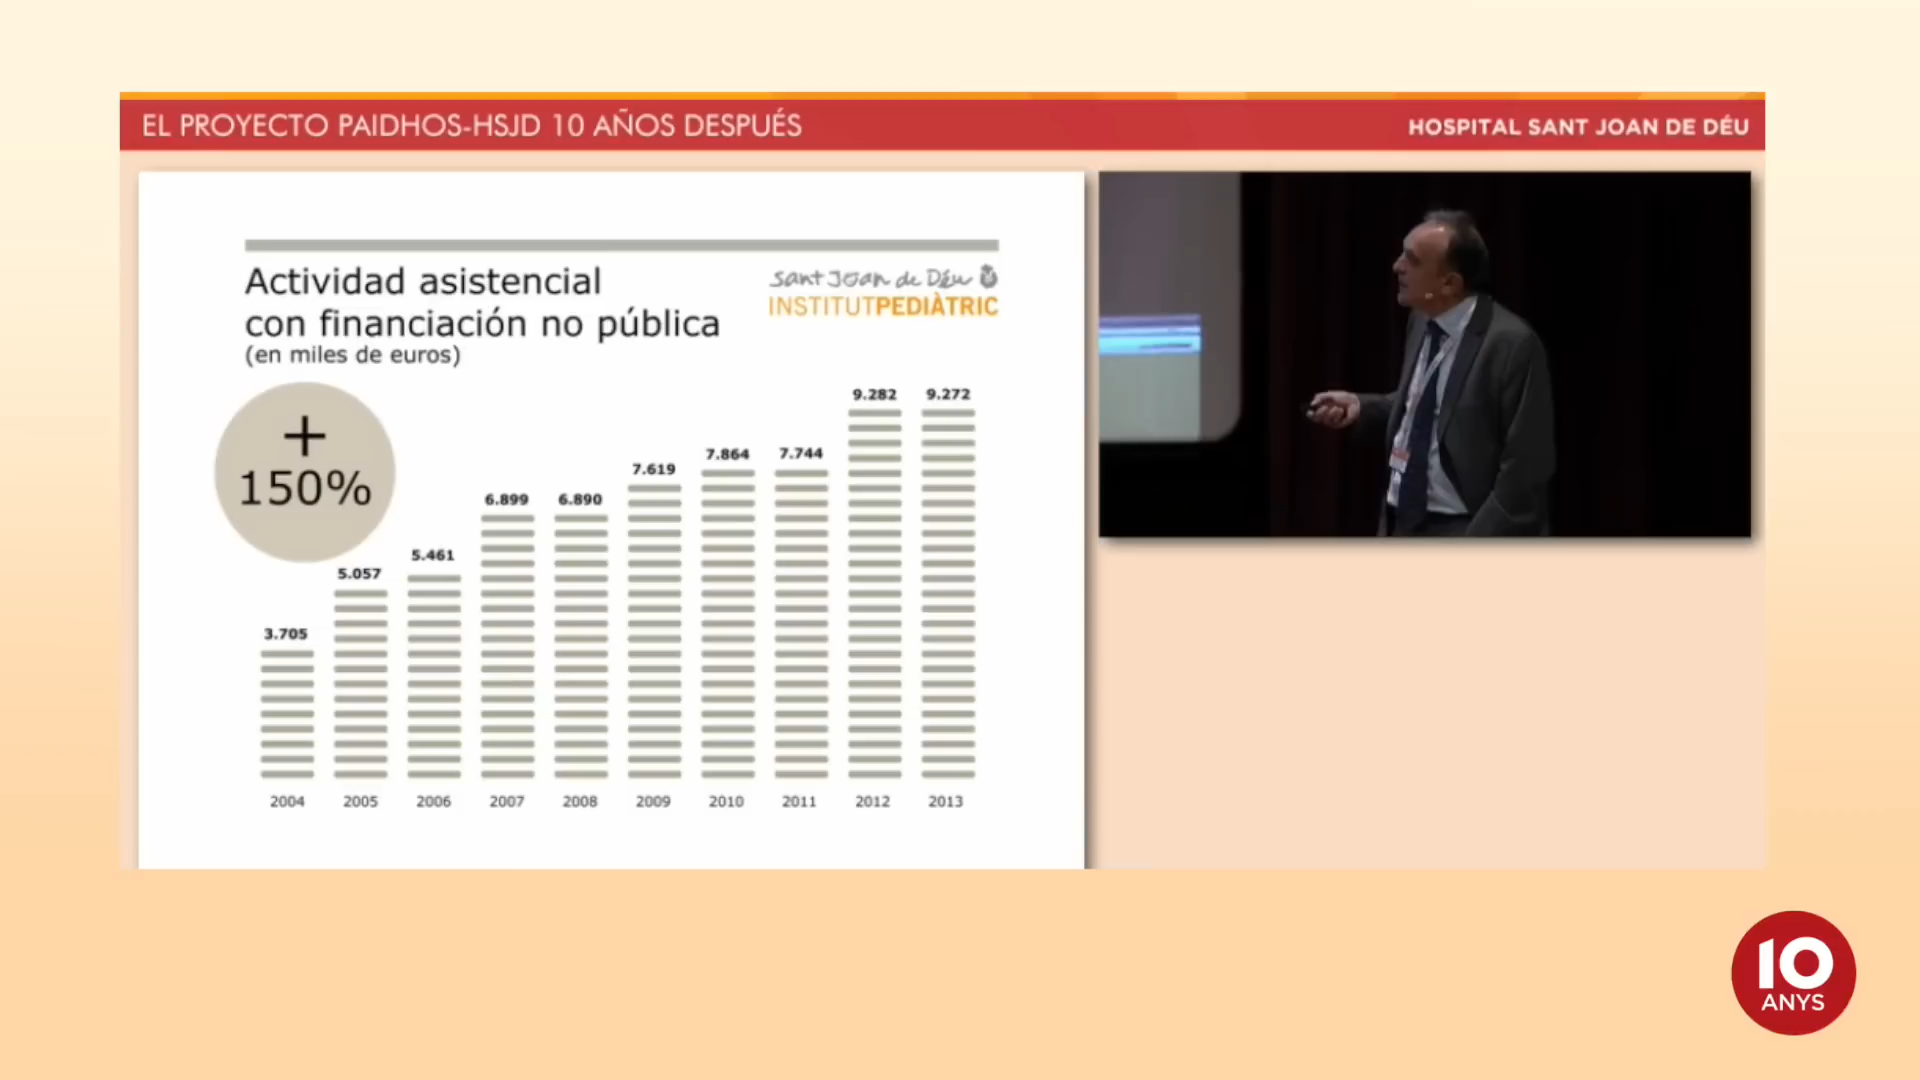 EL PROYECTO PAIDHOS-HSJD 10 AÑOS DESPUÉS
HOSPITAL SANT JOAN DE DÉU
Actividad asistencial
con financiación no pública
(en miles de euros)
Sant Joan de Déu
INSTITUTPEDIÀTRIC
+
150%
3.705
5.057
5.461
6.899
6.890
7.619
7.864
7.744
9.282
9.272
2004 2005 2006 2007 2008 2009 2010 2011 2012 2013
10
ANYS